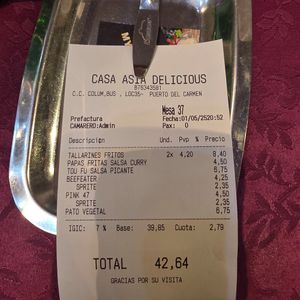 CASA ASIA DELICIOUS
B76343581
C.C. COLUM,BUS , LOC35- PUERTO DEL CARMEN
Mesa 37
Prefactura Fecha:01/05/2520:52
CAMARERO:Admin Pax: 0
Descripcion Und. Pvp % Precio
TALLARINES FRITOS 2x 4,20 8,40
PAPAS FRITAS SALSA CURRY 4,50
TOU FU SALSA PICANTE 6,75
BEEFEATER 4,25
SPRITE 2,35
PINK 47 4,50
SPRITE 2,35
PATO VEGETAL 6,75
IGIC: 7 % Base: 39,85 Cuota: 2,79
TOTAL 42,64
GRACIAS POR SU VISITA